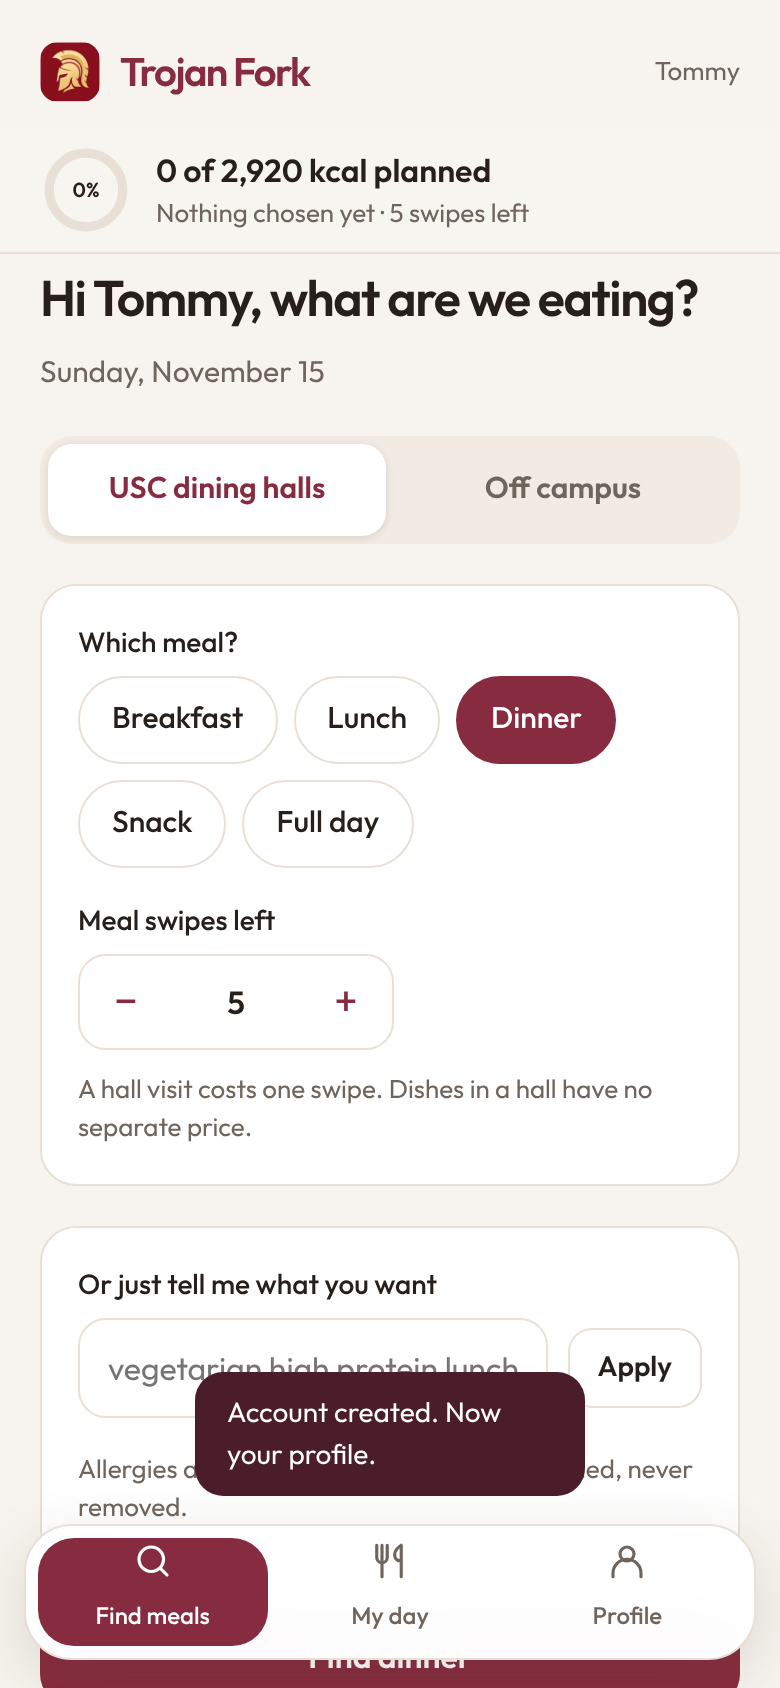 Trojan Fork
Tommy
0%
0 of 2,920 kcal planned
Nothing chosen yet · 5 swipes left
Hi Tommy, what are we eating?
Sunday, November 15
USC dining halls
Off campus
Which meal?
Breakfast
Lunch
Dinner
Snack
Full day
Meal swipes left
− 5 +
A hall visit costs one swipe. Dishes in a hall have no
separate price.
Or just tell me what you want
vegetarian high protein lunch
Apply
Account created. Now
your profile.
Allergies
ed, never
removed.
Find meals
My day
Profile
Find dinner